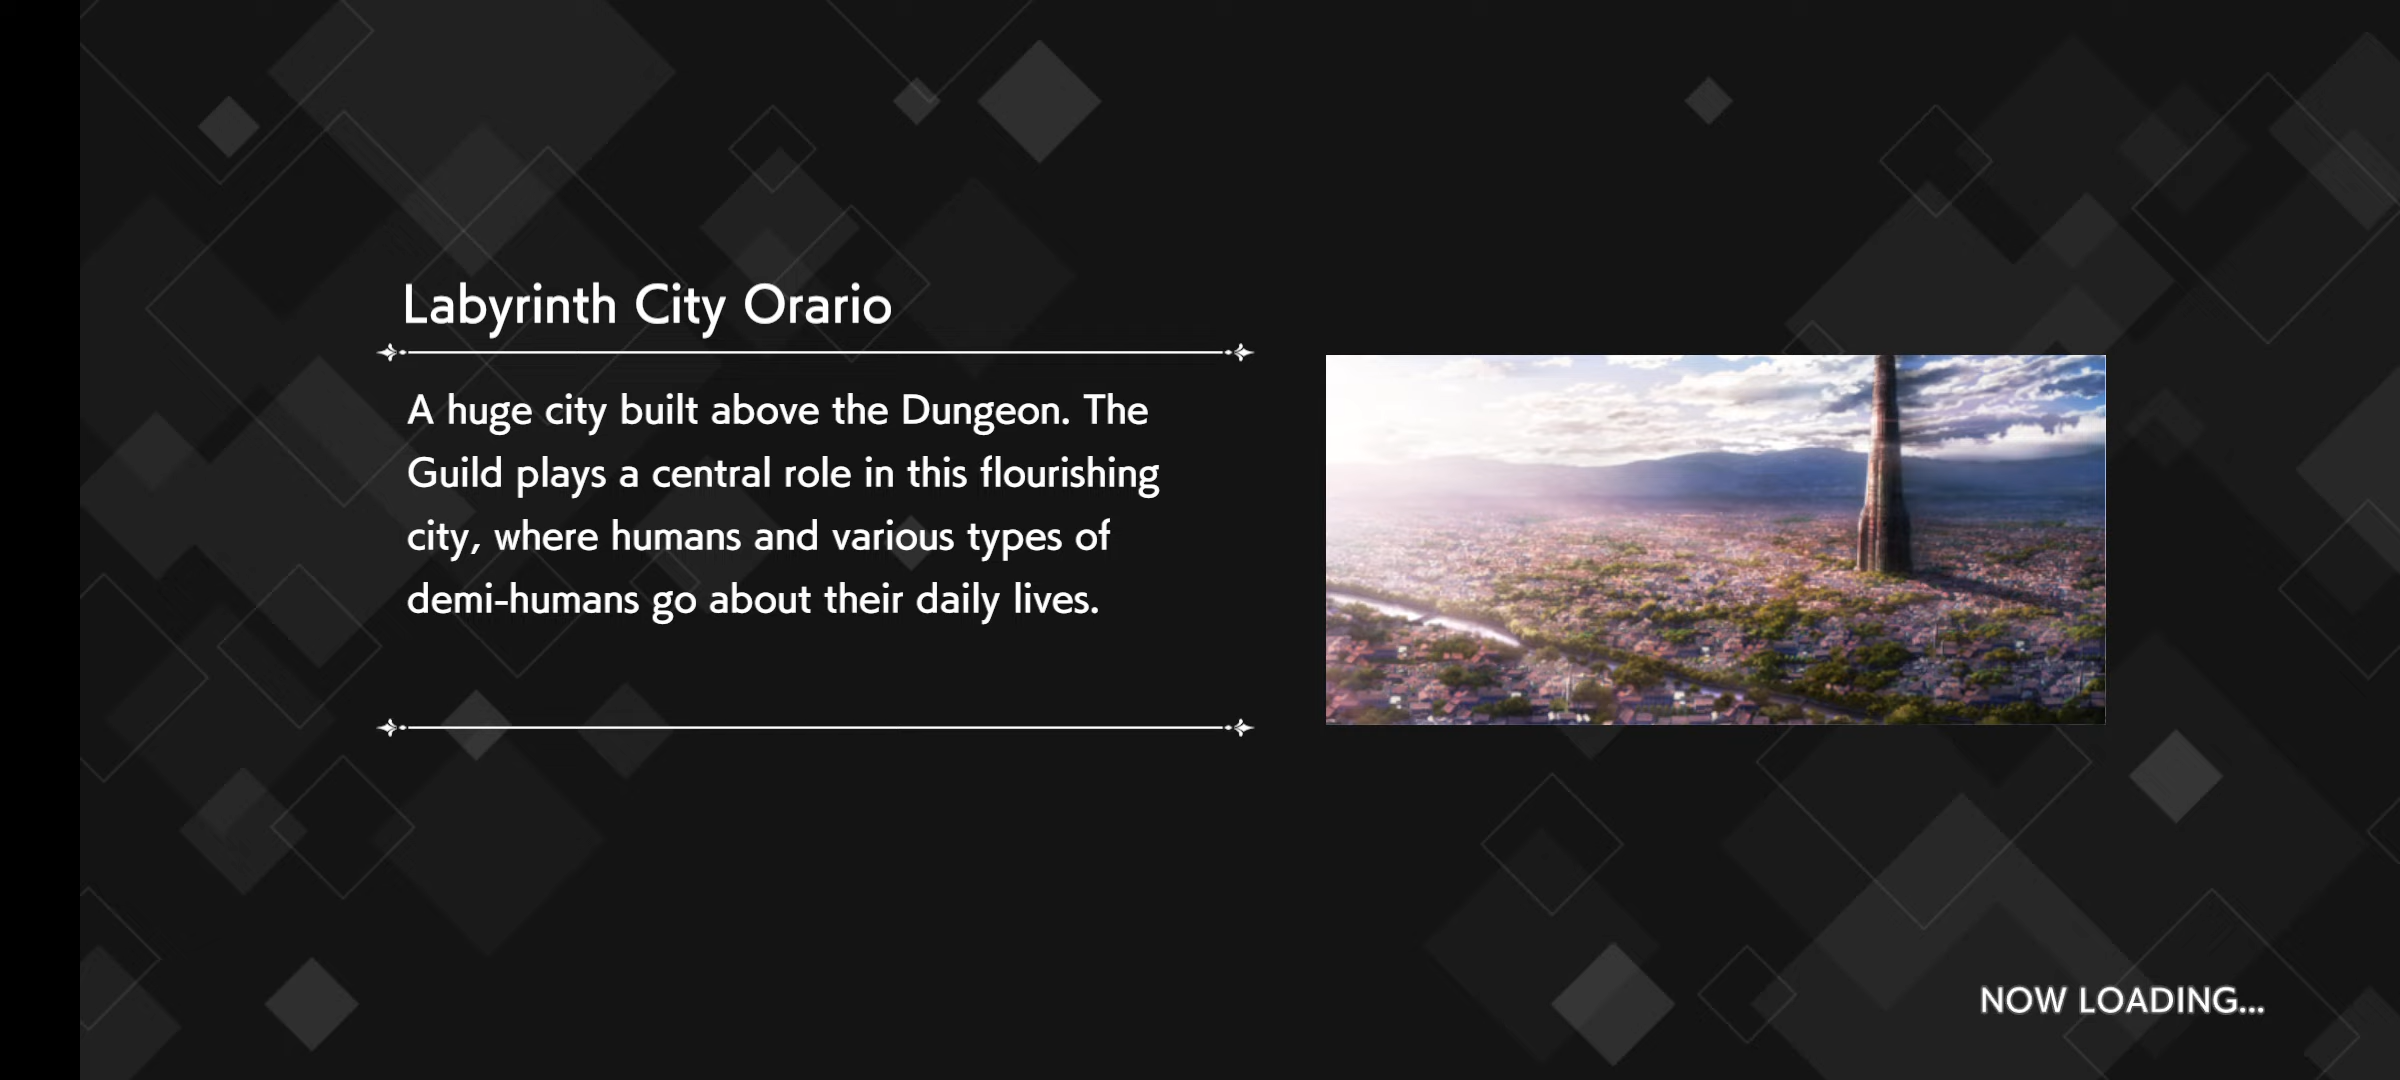 Labyrinth City Orario
A huge city built above the Dungeon. The
Guild plays a central role in this flourishing
city, where humans and various types of
demi-humans go about their daily lives.
NOW LOADING...